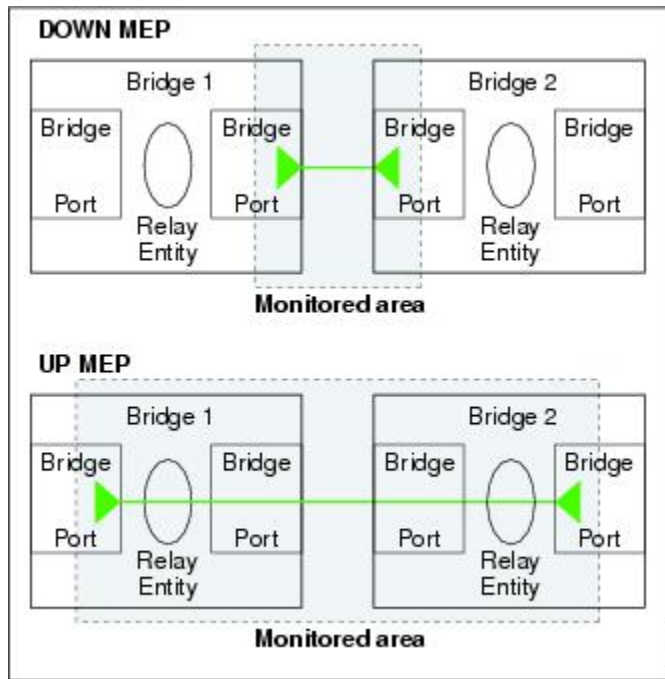 DOWN MEP
Bridge 1
Bridge 2
Bridge
Bridge
Bridge
Bridge
Port
Port
Port
Port
Relay
Entity
Relay
Entity
Monitored area
UP MEP
Bridge 1
Bridge 2
Bridge
Bridge
Bridge
Bridge
Port
Port
Port
Port
Relay
Entity
Relay
Entity
Monitored area